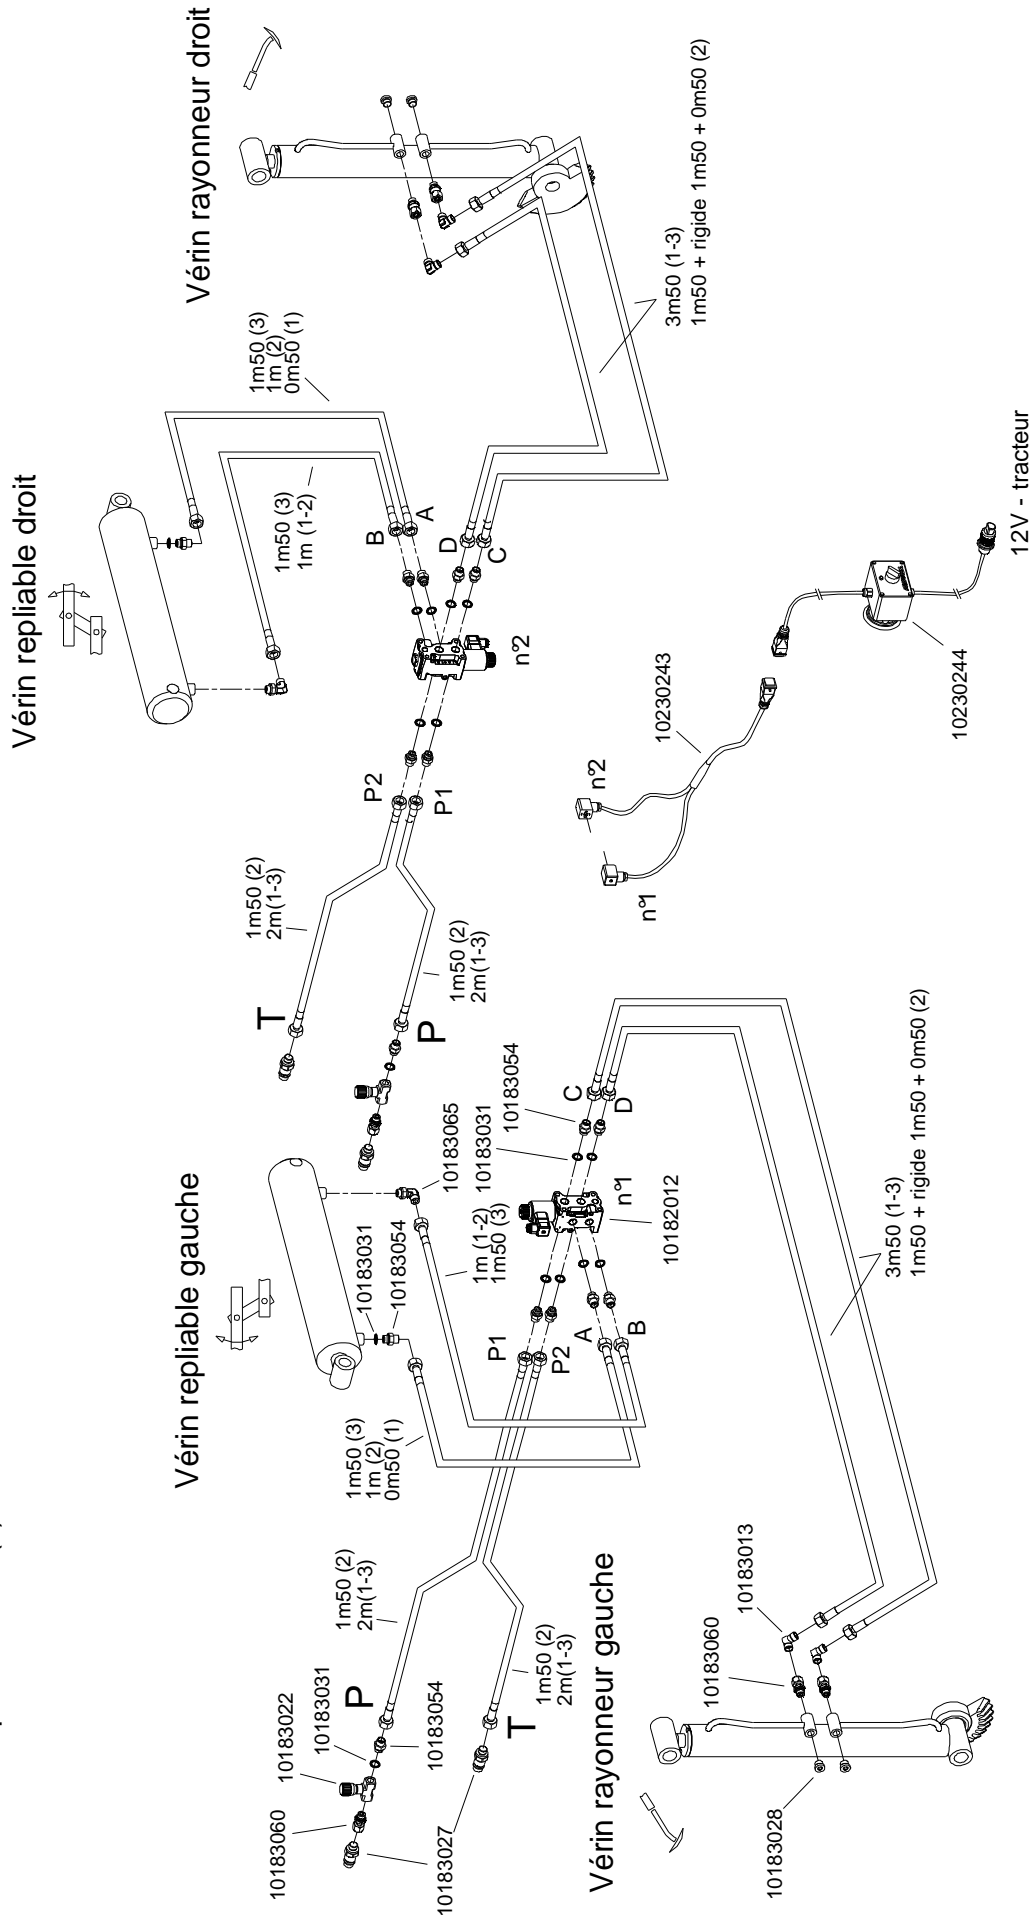 Vérin repliable droit
Vérin rayonneur droit
1m50 (3)
1m (2)
0m50 (1)
1m50 (3)
1m (1-2)
B
A
D
C
n°2
3m50 (1-3)
1m50 + rigide 1m50 + 0m50 (2)
P2
P1
1m50 (2)
2m(1-3)
1m50 (2)
2m(1-3)
T
P
12V - tracteur
10230244
10230243
n°2
n°1
Vérin repliable gauche
10183031
10183054
10183065
10183031
10183054
1m (1-2)
1m50 (3)
C
D
n°1
10182012
P1
P2
A
B
1m50 (3)
1m (2)
0m50 (1)
3m50 (1-3)
1m50 + rigide 1m50 + 0m50 (2)
1m50 (2)
2m(1-3)
1m50 (2)
2m(1-3)
P
T
10183060
10183022
10183031
10183054
10183027
Vérin rayonneur gauche
10183028
10183060
10183013